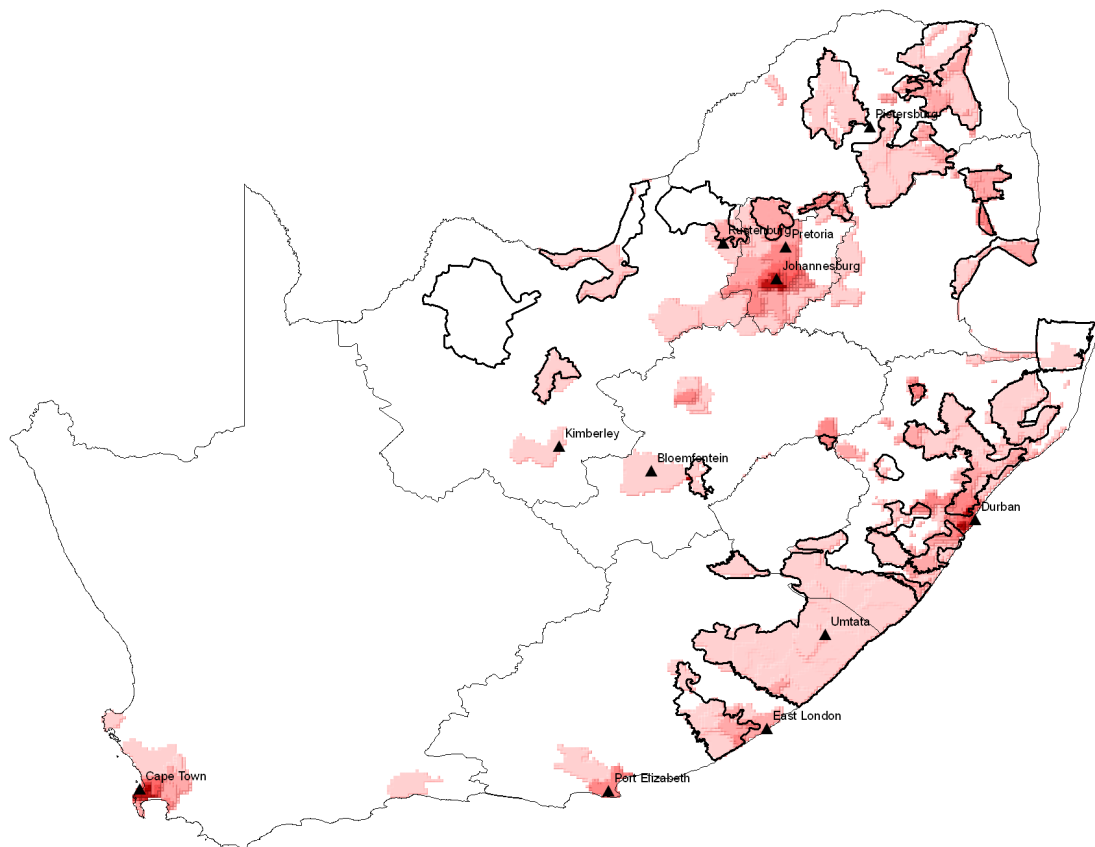 Pietersburg
Rustenburg
Pretoria
Johannesburg
Kimberley
Bloemfontein
Durban
Umtata
East London
Cape Town
Port Elizabeth